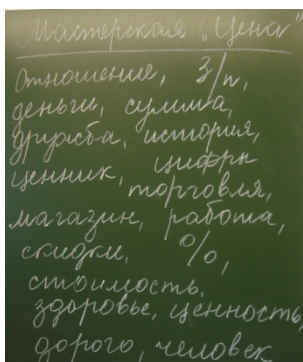 Мастерская „Цена"
отношение, з/п,
деньги, сумма,
дружба, история,
ценник, цифры
торговля,
магазин, работа,
скидки, %,
стоимость,
здоровье, ценность
дорого, человек